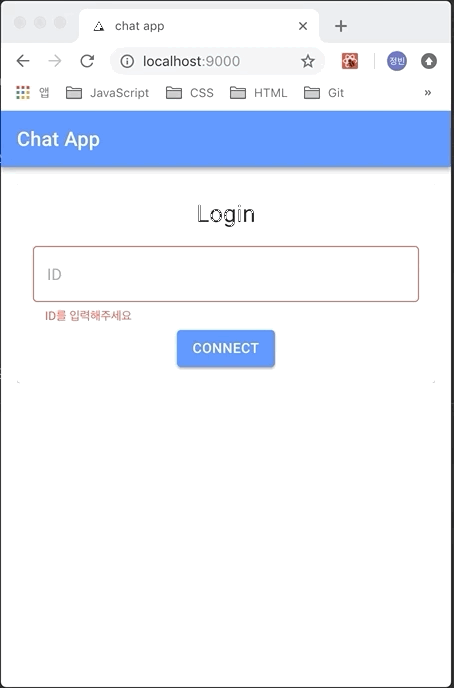 chat app
localhost:9000
정빈
앱 JavaScript CSS HTML Git »
Chat App
Login
ID
ID를 입력해주세요
CONNECT